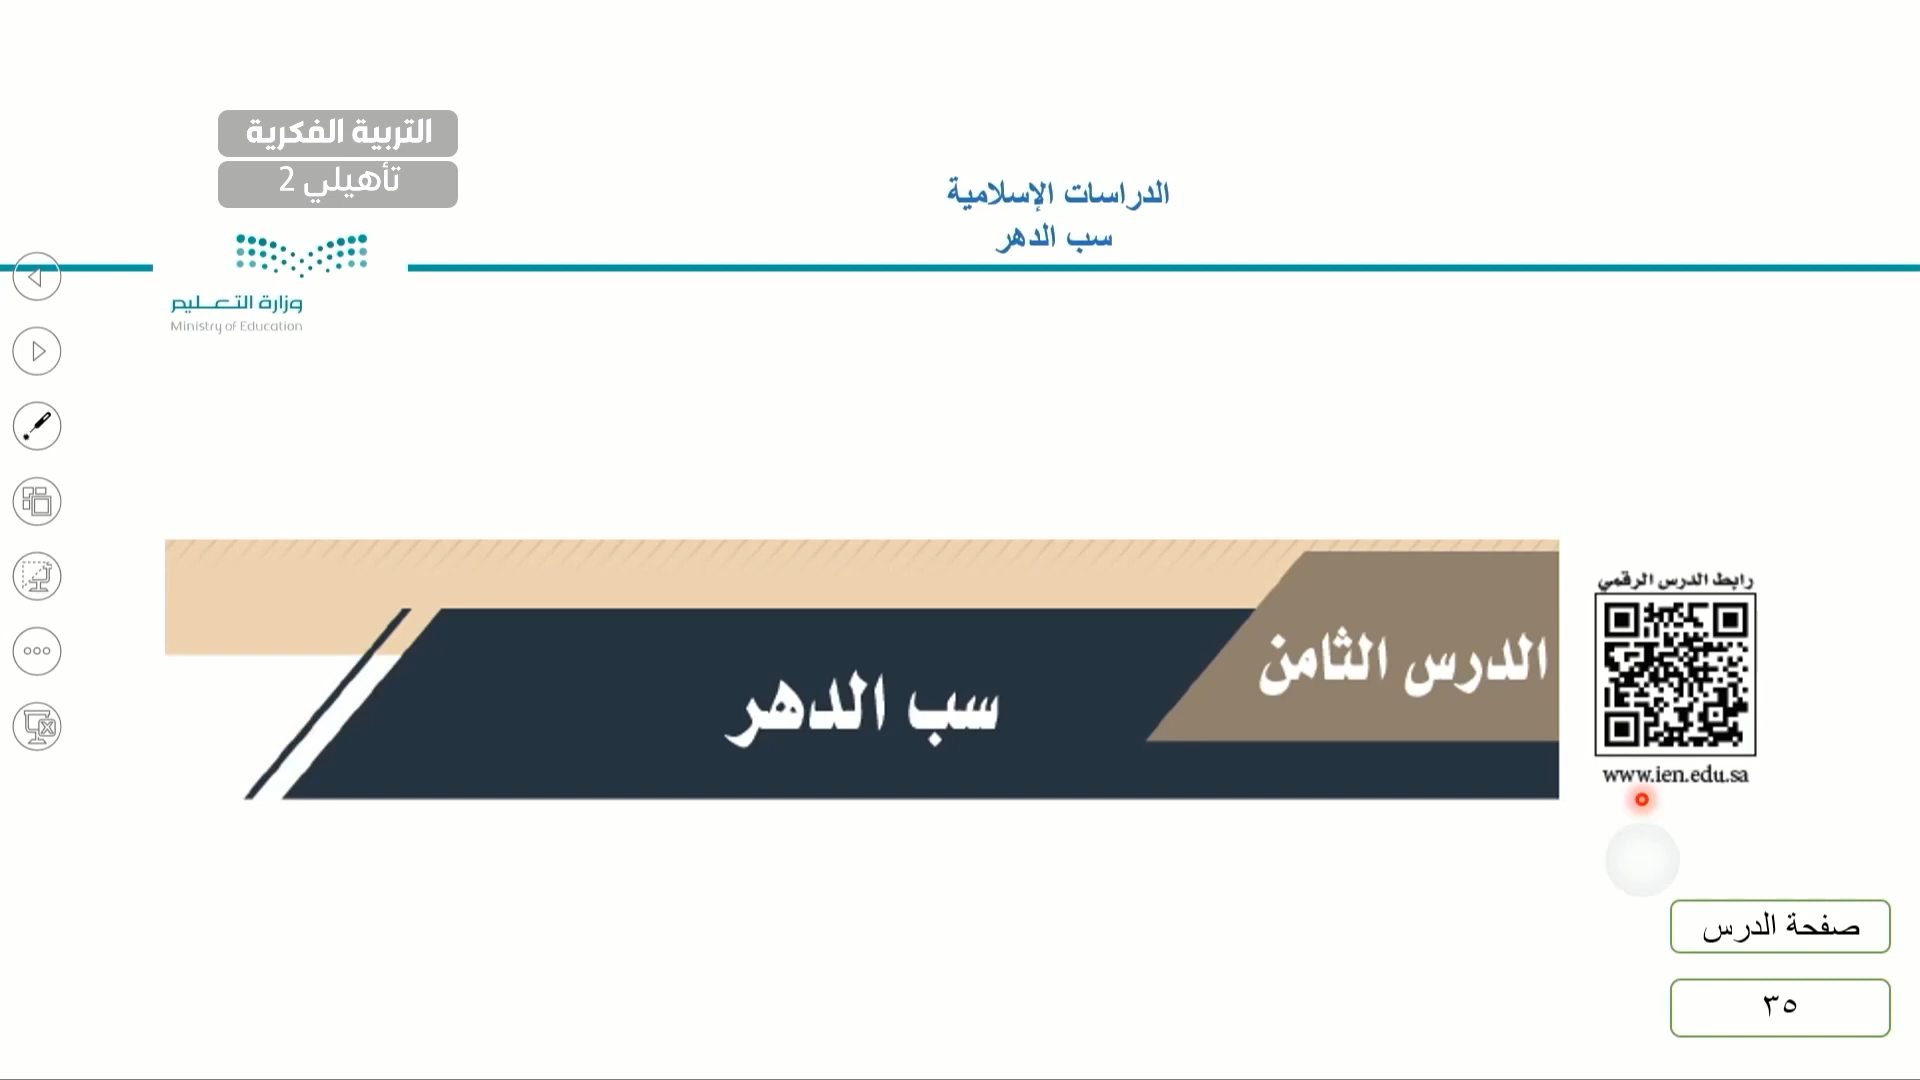 التربية الفكرية
تأهيلي 2
الدراسات الإسلامية
سب الدهر
وزارة التعليم
Ministry of Education
الدرس الثامن
سب الدهر
رابط الدرس الرقمي
www.ien.edu.sa
صفحة الدرس
٣٥